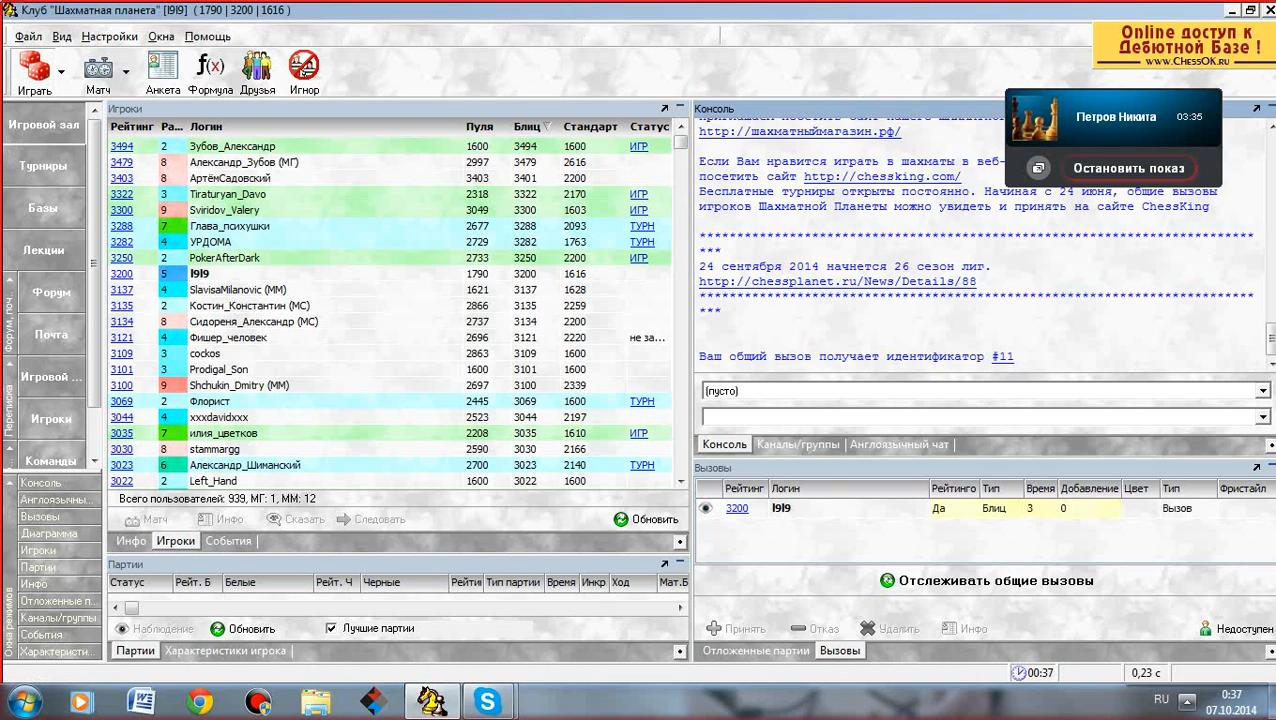 Клуб "Шахматная планета" [l9l9] ( 1790 | 3200 | 1616 )
Файл Вид Настройки Окна Помощь
Online доступ к
Дебютной Базе !
www.ChessOK.ru
Играть Матч Анкета Формула Друзья Игнор
f(x)
Игровой зал
Турниры
Базы
Лекции
Форум
Почта
Игровой ...
Игроки
Команды
Форум, поч...
Переписка
Окна режимов
Консоль
Англоязычны...
Вызовы
Диаграмма
Игроки
Партии
Инфо
Отложенные п...
Каналы/группы
События
Характеристи...
Игроки
Рейтинг Ра... Логин Пуля Блиц Стандарт Статус
3494 2 Зубов_Александр 1600 3494 1600 ИГР
3479 8 Александр_Зубов (МГ) 2997 3479 2616
3403 8 АртёнСадовский 1600 3403 2200
3322 3 Tiraturyan_Davo 2318 3322 2170 ИГР
3300 9 Sviridov_Valery 3049 3300 1603 ИГР
3288 7 Глава_психушки 2677 3288 2093 ТУРН
3282 4 УРДОМА 2729 3282 1763 ТУРН
3250 2 PokerAfterDark 2733 3250 2200 ИГР
3200 5 l9l9 1790 3200 1616
3137 4 SlavisaMilanovic (ММ) 1621 3137 1628
3135 2 Костин_Константин (МС) 2866 3135 2259
3134 8 Сидореня_Александр (МС) 2737 3134 2200
3121 4 Фишер_человек 2696 3121 2220 не за...
3109 2 cockos 2863 3109 1600
3101 3 Prodigal_Son 1600 3101 1600
3100 9 Shchukin_Dmitry (ММ) 2697 3100 2339
3069 2 Флорист 2445 3069 1600 ТУРН
3044 4 xxxdavidxxx 2523 3044 2197
3035 7 илия_цветков 2208 3035 1610 ИГР
3030 8 stammargg 2590 3030 2166
3023 6 Александр_Шиманский 2700 3023 2140 ТУРН
3022 2 Left_Hand 1600 3022 1600
Всего пользователей: 939, МГ: 1, ММ: 12
Матч Инфо Сказать Следовать Обновить
Инфо Игроки События
Партии
Статус Рейт. Б Белые Рейт. Ч Черные Рейти Тип партии Время Инкр Ход Мат.Б
Наблюдение Обновить Лучшие партии
Партии Характеристики игрока
Консоль
http://шахматныймагазин.рф/
Если Вам нравится играть в шахматы в веб-
посетить сайт http://chessking.com/
Бесплатные турниры открыты постоянно. Начиная с 24 июня, общие вызовы
игроков Шахматной Планеты можно увидеть и принять на сайте ChessKing
24 сентября 2014 начнется 26 сезон лиг.
http://chessplanet.ru/News/Details/88
Ваш общий вызов получает идентификатор #11
(пусто)
Консоль Каналы/группы Англоязычный чат
Петров Никита 03:35
Остановить показ
Вызовы
Рейтинг Логин Рейтинго Тип Время Добавление Цвет Тип Фристайл
3200 l9l9 Да Блиц 3 0 Вызов
Отслеживать общие вызовы
Принять Отказ Удалить Инфо Недоступен
Отложенные партии Вызовы
00:37 0,23 с
RU 0:37
07.10.2014